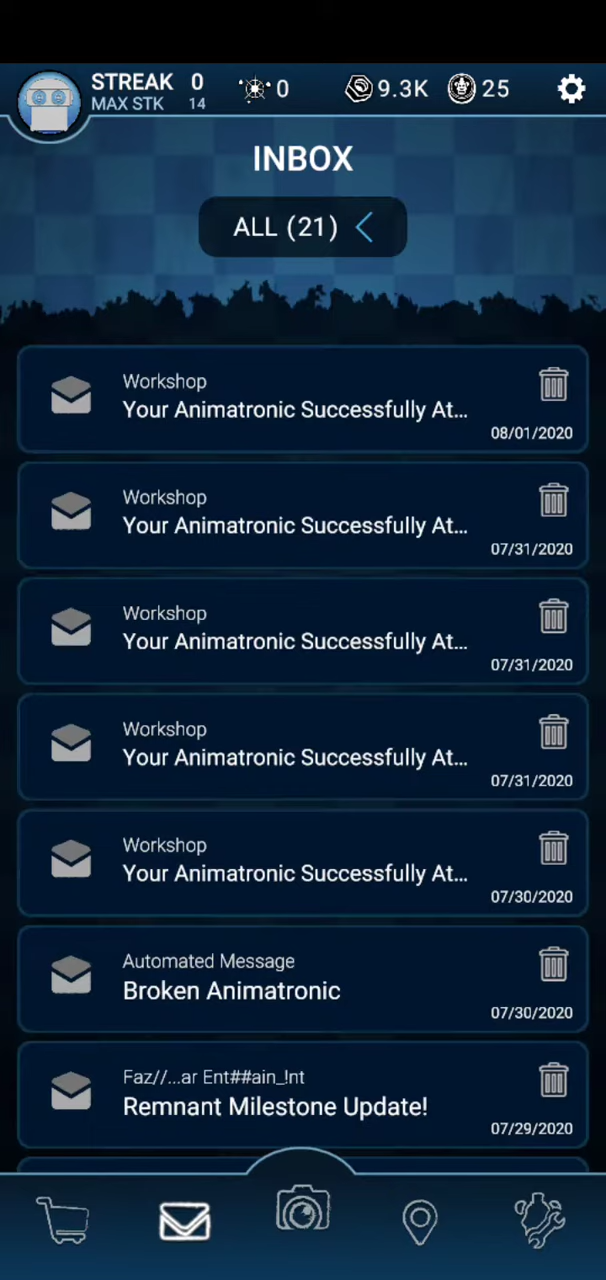 STREAK 0 0 9.3K 25
MAX STK 14
INBOX
ALL (21)
Workshop
Your Animatronic Successfully At...
08/01/2020
Workshop
Your Animatronic Successfully At...
07/31/2020
Workshop
Your Animatronic Successfully At...
07/31/2020
Workshop
Your Animatronic Successfully At...
07/31/2020
Workshop
Your Animatronic Successfully At...
07/30/2020
Automated Message
Broken Animatronic
07/30/2020
Faz//...ar Ent##ain_!nt
Remnant Milestone Update!
07/29/2020